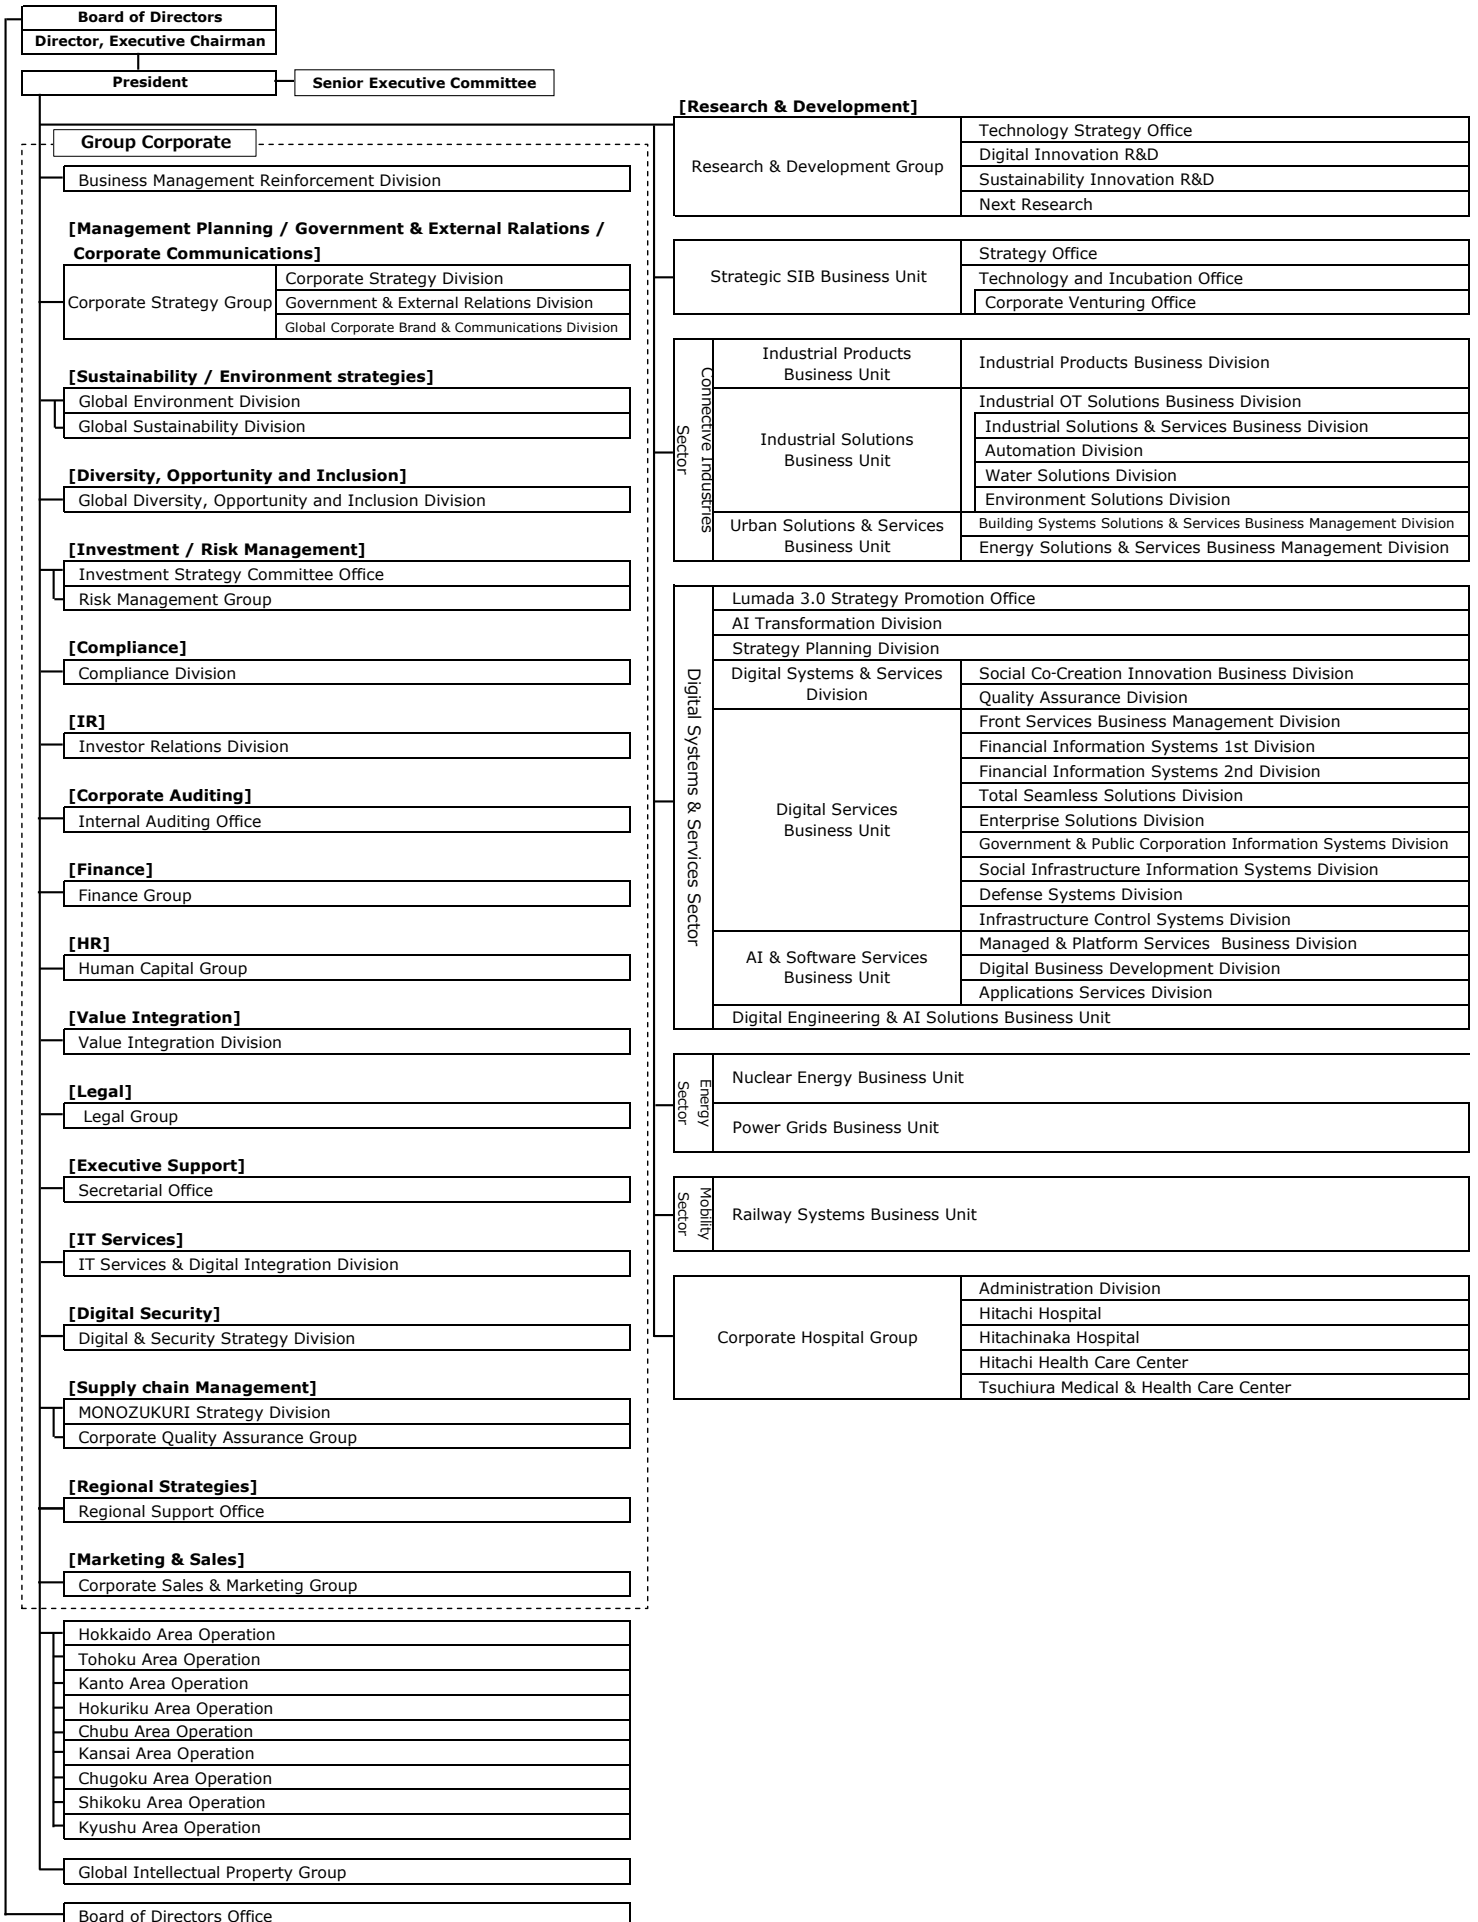 Board of Directors
Director, Executive Chairman
President
Senior Executive Committee
Group Corporate
Business Management Reinforcement Division
[Management Planning / Government & External Ralations /
Corporate Communications]
Corporate Strategy Group
Corporate Strategy Division
Government & External Relations Division
Global Corporate Brand & Communications Division
[Sustainability / Environment strategies]
Global Environment Division
Global Sustainability Division
[Diversity, Opportunity and Inclusion]
Global Diversity, Opportunity and Inclusion Division
[Investment / Risk Management]
Investment Strategy Committee Office
Risk Management Group
[Compliance]
Compliance Division
[IR]
Investor Relations Division
[Corporate Auditing]
Internal Auditing Office
[Finance]
Finance Group
[HR]
Human Capital Group
[Value Integration]
Value Integration Division
[Legal]
Legal Group
[Executive Support]
Secretarial Office
[IT Services]
IT Services & Digital Integration Division
[Digital Security]
Digital & Security Strategy Division
[Supply chain Management]
MONOZUKURI Strategy Division
Corporate Quality Assurance Group
[Regional Strategies]
Regional Support Office
[Marketing & Sales]
Corporate Sales & Marketing Group
Hokkaido Area Operation
Tohoku Area Operation
Kanto Area Operation
Hokuriku Area Operation
Chubu Area Operation
Kansai Area Operation
Chugoku Area Operation
Shikoku Area Operation
Kyushu Area Operation
Global Intellectual Property Group
Board of Directors Office
[Research & Development]
Research & Development Group
Technology Strategy Office
Digital Innovation R&D
Sustainability Innovation R&D
Next Research
Strategic SIB Business Unit
Strategy Office
Technology and Incubation Office
Corporate Venturing Office
Connective Industries
Sector
Industrial Products
Business Unit
Industrial Products Business Division
Industrial Solutions
Business Unit
Industrial OT Solutions Business Division
Industrial Solutions & Services Business Division
Automation Division
Water Solutions Division
Environment Solutions Division
Urban Solutions & Services
Business Unit
Building Systems Solutions & Services Business Management Division
Energy Solutions & Services Business Management Division
Digital Systems & Services Sector
Lumada 3.0 Strategy Promotion Office
AI Transformation Division
Strategy Planning Division
Digital Systems & Services
Division
Social Co-Creation Innovation Business Division
Quality Assurance Division
Digital Services
Business Unit
Front Services Business Management Division
Financial Information Systems 1st Division
Financial Information Systems 2nd Division
Total Seamless Solutions Division
Enterprise Solutions Division
Government & Public Corporation Information Systems Division
Social Infrastructure Information Systems Division
Defense Systems Division
Infrastructure Control Systems Division
AI & Software Services
Business Unit
Managed & Platform Services  Business Division
Digital Business Development Division
Applications Services Division
Digital Engineering & AI Solutions Business Unit
Energy
Sector
Nuclear Energy Business Unit
Power Grids Business Unit
Mobility
Sector
Railway Systems Business Unit
Corporate Hospital Group
Administration Division
Hitachi Hospital
Hitachinaka Hospital
Hitachi Health Care Center
Tsuchiura Medical & Health Care Center